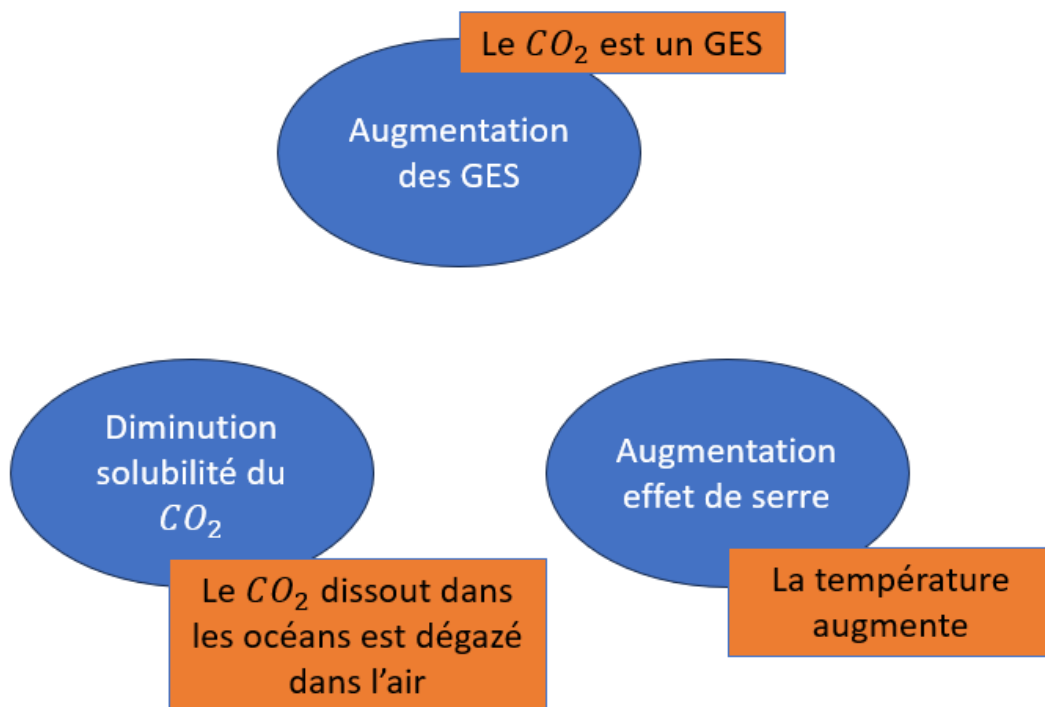 Le CO₂ est un GES
Augmentation
des GES
Diminution
solubilité du
CO₂
Le CO₂ dissout dans
les océans est dégazé
dans l'air
Augmentation
effet de serre
La température
augmente